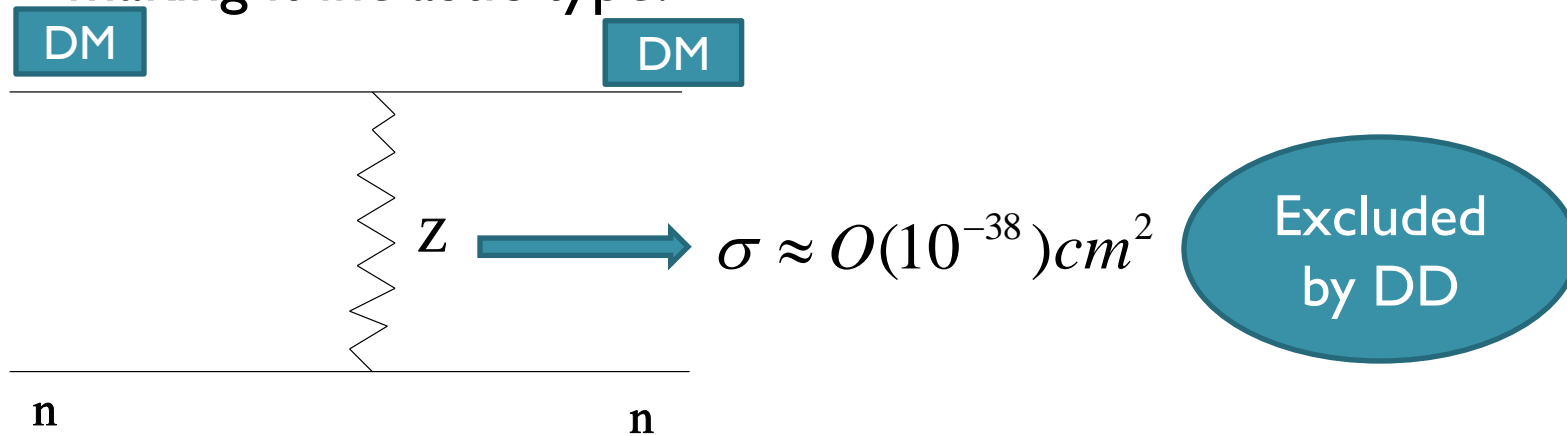 DM
DM
Z
σ ≈ O(10⁻³⁸)cm²
Excluded
by DD
n
n